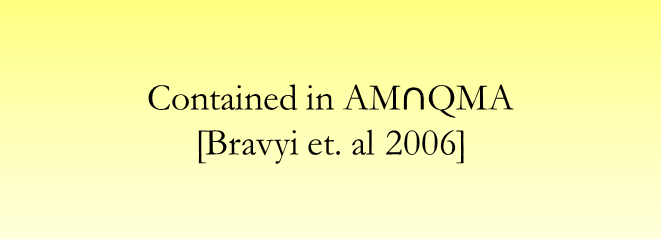 Contained in AM∩QMA
[Bravyi et. al 2006]